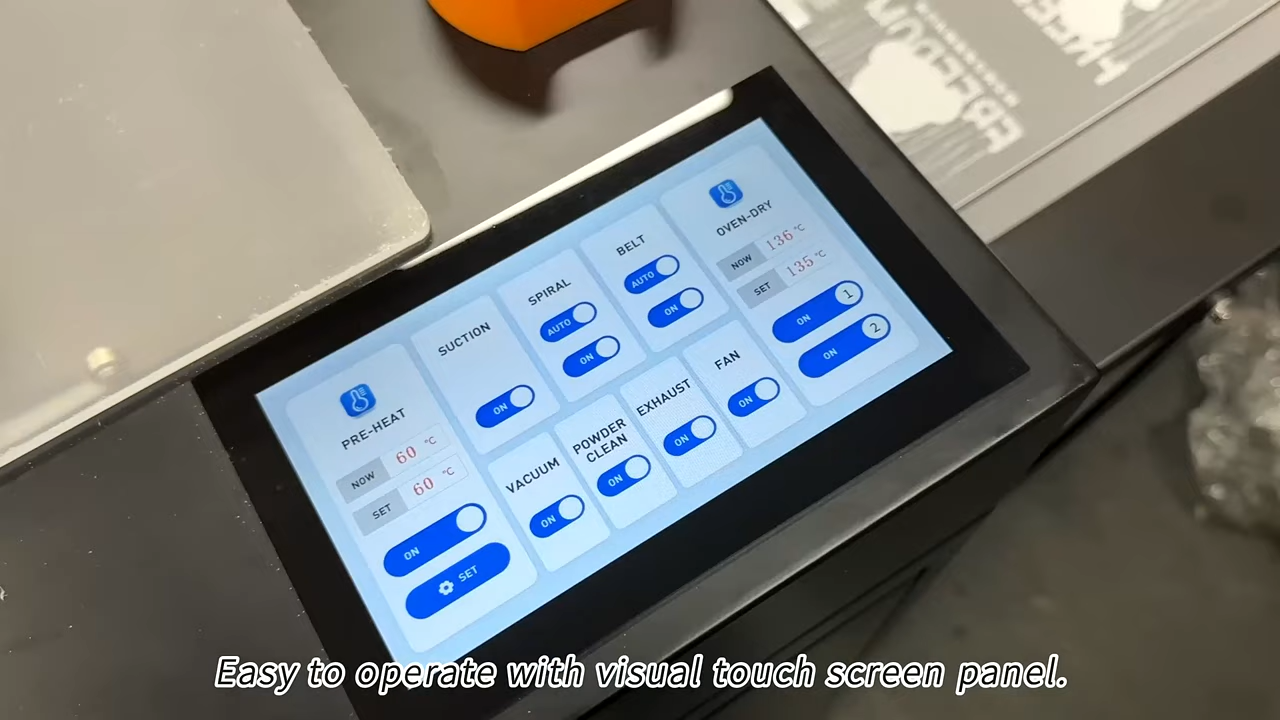 PRE-HEAT
NOW 60 °C
SET 60 °C
ON
SET
SUCTION
ON
SPIRAL
AUTO
ON
BELT
AUTO
ON
OVEN-DRY
NOW 136 °C
SET 135 °C
ON 1
ON 2
VACUUM
ON
POWDER
CLEAN
ON
EXHAUST
ON
FAN
ON
FREEDOM
Easy to operate with visual touch screen panel.